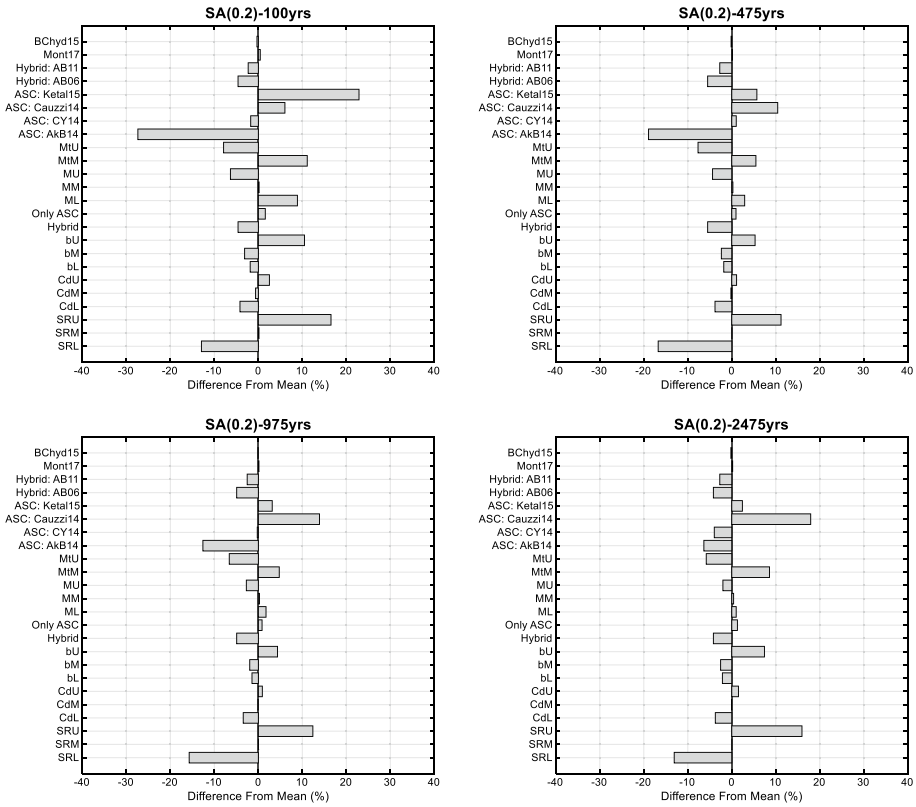 SA(0.2)-100yrs
BChyd15
Mont17
Hybrid: AB11
Hybrid: AB06
ASC: Ketal15
ASC: Cauzzi14
ASC: CY14
ASC: AkB14
MtU
MtM
MU
MM
ML
Only ASC
Hybrid
bU
bM
bL
CdU
CdM
CdL
SRU
SRM
SRL
-40 -30 -20 -10 0 10 20 30 40
Difference From Mean (%)
SA(0.2)-475yrs
BChyd15
Mont17
Hybrid: AB11
Hybrid: AB06
ASC: Ketal15
ASC: Cauzzi14
ASC: CY14
ASC: AkB14
MtU
MtM
MU
MM
ML
Only ASC
Hybrid
bU
bM
bL
CdU
CdM
CdL
SRU
SRM
SRL
-40 -30 -20 -10 0 10 20 30 40
Difference From Mean (%)
SA(0.2)-975yrs
BChyd15
Mont17
Hybrid: AB11
Hybrid: AB06
ASC: Ketal15
ASC: Cauzzi14
ASC: CY14
ASC: AkB14
MtU
MtM
MU
MM
ML
Only ASC
Hybrid
bU
bM
bL
CdU
CdM
CdL
SRU
SRM
SRL
-40 -30 -20 -10 0 10 20 30 40
Difference From Mean (%)
SA(0.2)-2475yrs
BChyd15
Mont17
Hybrid: AB11
Hybrid: AB06
ASC: Ketal15
ASC: Cauzzi14
ASC: CY14
ASC: AkB14
MtU
MtM
MU
MM
ML
Only ASC
Hybrid
bU
bM
bL
CdU
CdM
CdL
SRU
SRM
SRL
-40 -30 -20 -10 0 10 20 30 40
Difference From Mean (%)